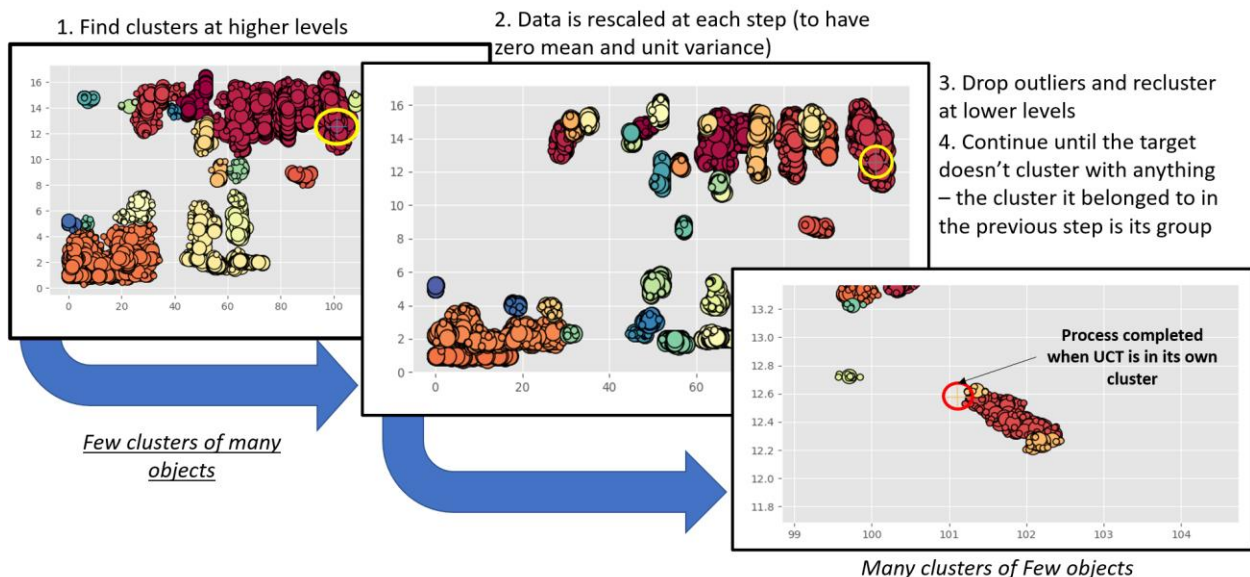 1. Find clusters at higher levels
2. Data is rescaled at each step (to have
zero mean and unit variance)
3. Drop outliers and recluster
at lower levels
4. Continue until the target
doesn't cluster with anything
– the cluster it belonged to in
the previous step is its group
16
14
12
10
8
6
4
2
0
0 20 40 60 80 100
16
14
12
10
8
6
4
2
0
0 20 40 60
Few clusters of many
objects
13.2
13.0
12.8
12.6
12.4
12.2
12.0
11.8
99 100 101 102 103 104
Process completed
when UCT is in its own
cluster
Many clusters of Few objects